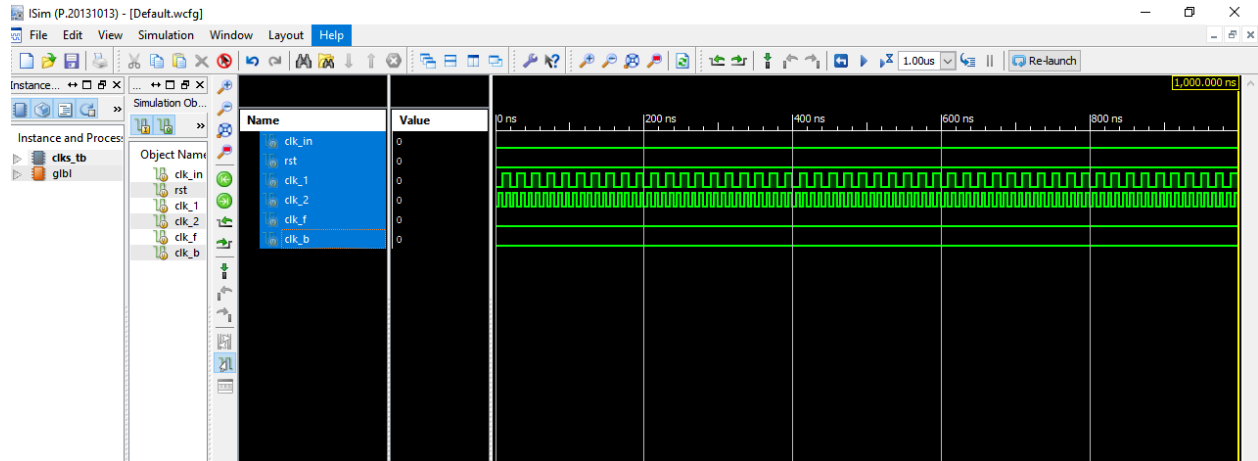 ISim (P.20131013) - [Default.wcfg]
File Edit View Simulation Window Layout Help
1.00us Re-launch
Instance...
Simulation Ob...
Instance and Proces
clks_tb
glbl
Object Name
clk_in
rst
clk_1
clk_2
clk_f
clk_b
Name Value
clk_in 0
rst 0
clk_1 0
clk_2 0
clk_f 0
clk_b 0
1,000.000 ns
0 ns 200 ns 400 ns 600 ns 800 ns